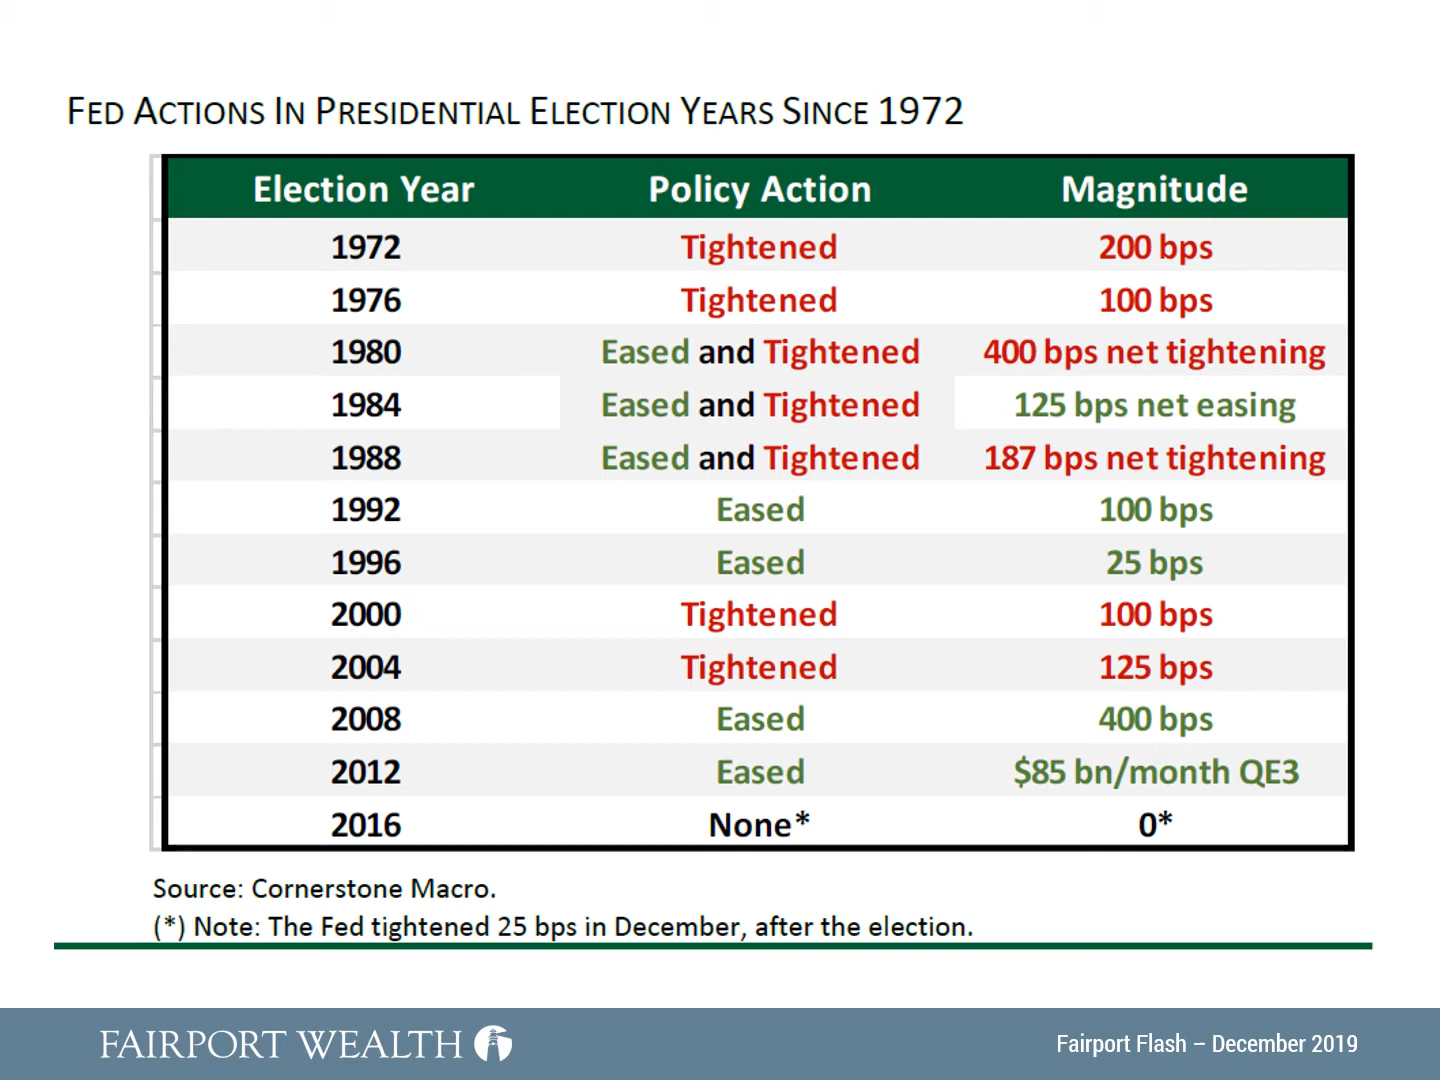 FED ACTIONS IN PRESIDENTIAL ELECTION YEARS SINCE 1972
Election Year Policy Action Magnitude
1972 Tightened 200 bps
1976 Tightened 100 bps
1980 Eased and Tightened 400 bps net tightening
1984 Eased and Tightened 125 bps net easing
1988 Eased and Tightened 187 bps net tightening
1992 Eased 100 bps
1996 Eased 25 bps
2000 Tightened 100 bps
2004 Tightened 125 bps
2008 Eased 400 bps
2012 Eased $85 bn/month QE3
2016 None* 0*
Source: Cornerstone Macro.
(*) Note: The Fed tightened 25 bps in December, after the election.
FAIRPORT WEALTH Fairport Flash – December 2019